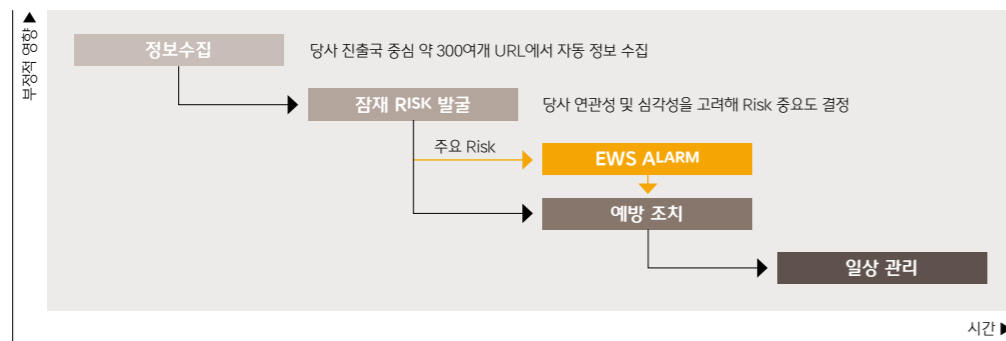 부정적 영향 ▲
정보수집
당사 진출국 중심 약 300여개 URL에서 자동 정보 수집
잠재 RISK 발굴
당사 연관성 및 심각성을 고려해 Risk 중요도 결정
주요 Risk
EWS ALARM
예방 조치
일상 관리
시간 ▶